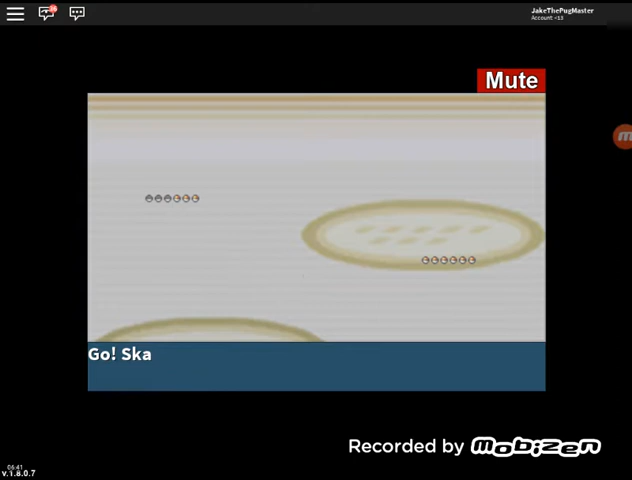 JakeThePugMaster
Account: <13
Mute
Go! Ska
Recorded by Mobizen
06:41
v.1.8.0.7